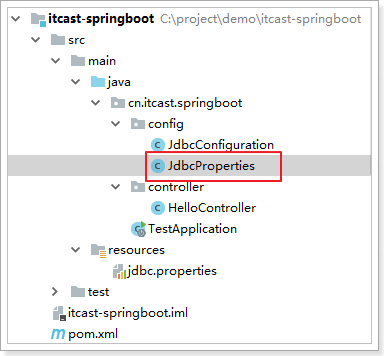 itcast-springboot C:\project\demo\itcast-springboot
src
main
java
cn.itcast.springboot
config
JdbcConfiguration
JdbcProperties
controller
HelloController
TestApplication
resources
jdbc.properties
test
itcast-springboot.iml
pom.xml